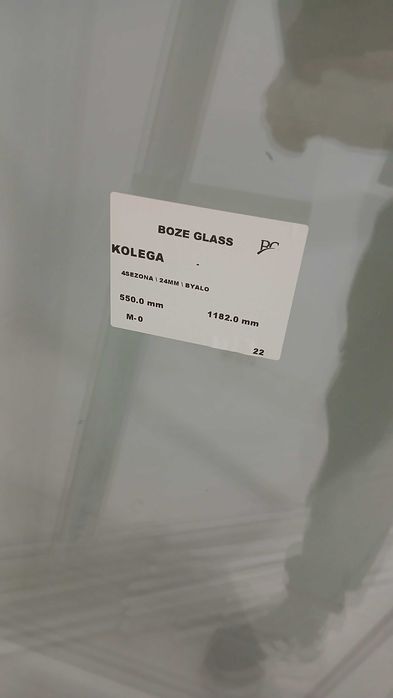 BOZE GLASS
KOLEGA
-
4SEZONA \ 24MM \ BYALO
550.0 mm 1182.0 mm
M-0
22